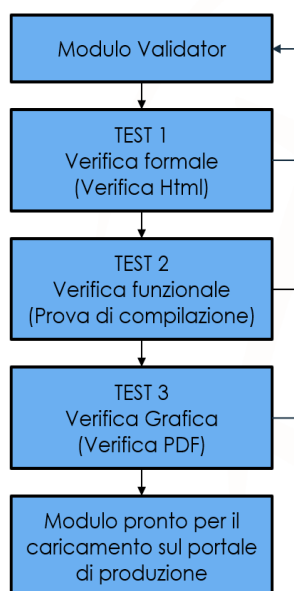 Modulo Validator
TEST 1
Verifica formale
(Verifica Html)
TEST 2
Verifica funzionale
(Prova di compilazione)
TEST 3
Verifica Grafica
(Verifica PDF)
Modulo pronto per il
caricamento sul portale
di produzione